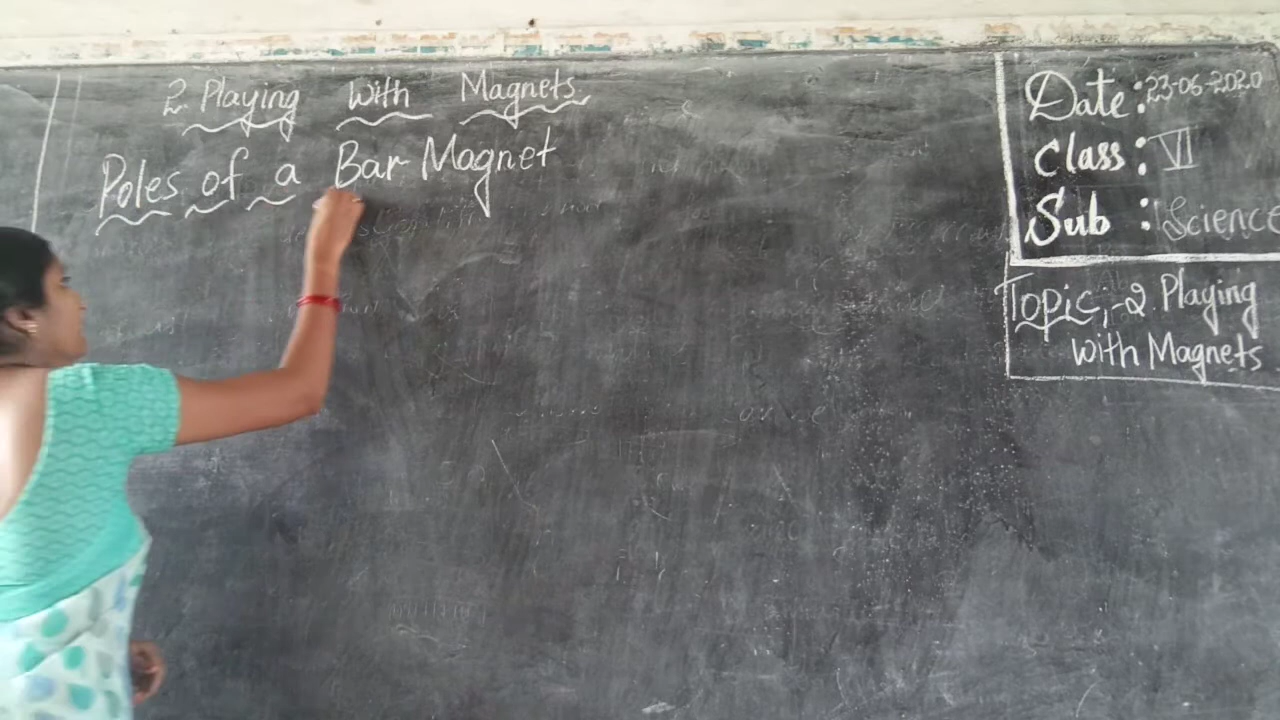 2. Playing With Magnets
Poles of a Bar Magnet
Date: 23-06-2020
Class: VI
Sub : Science
Topic;-2. Playing
with Magnets